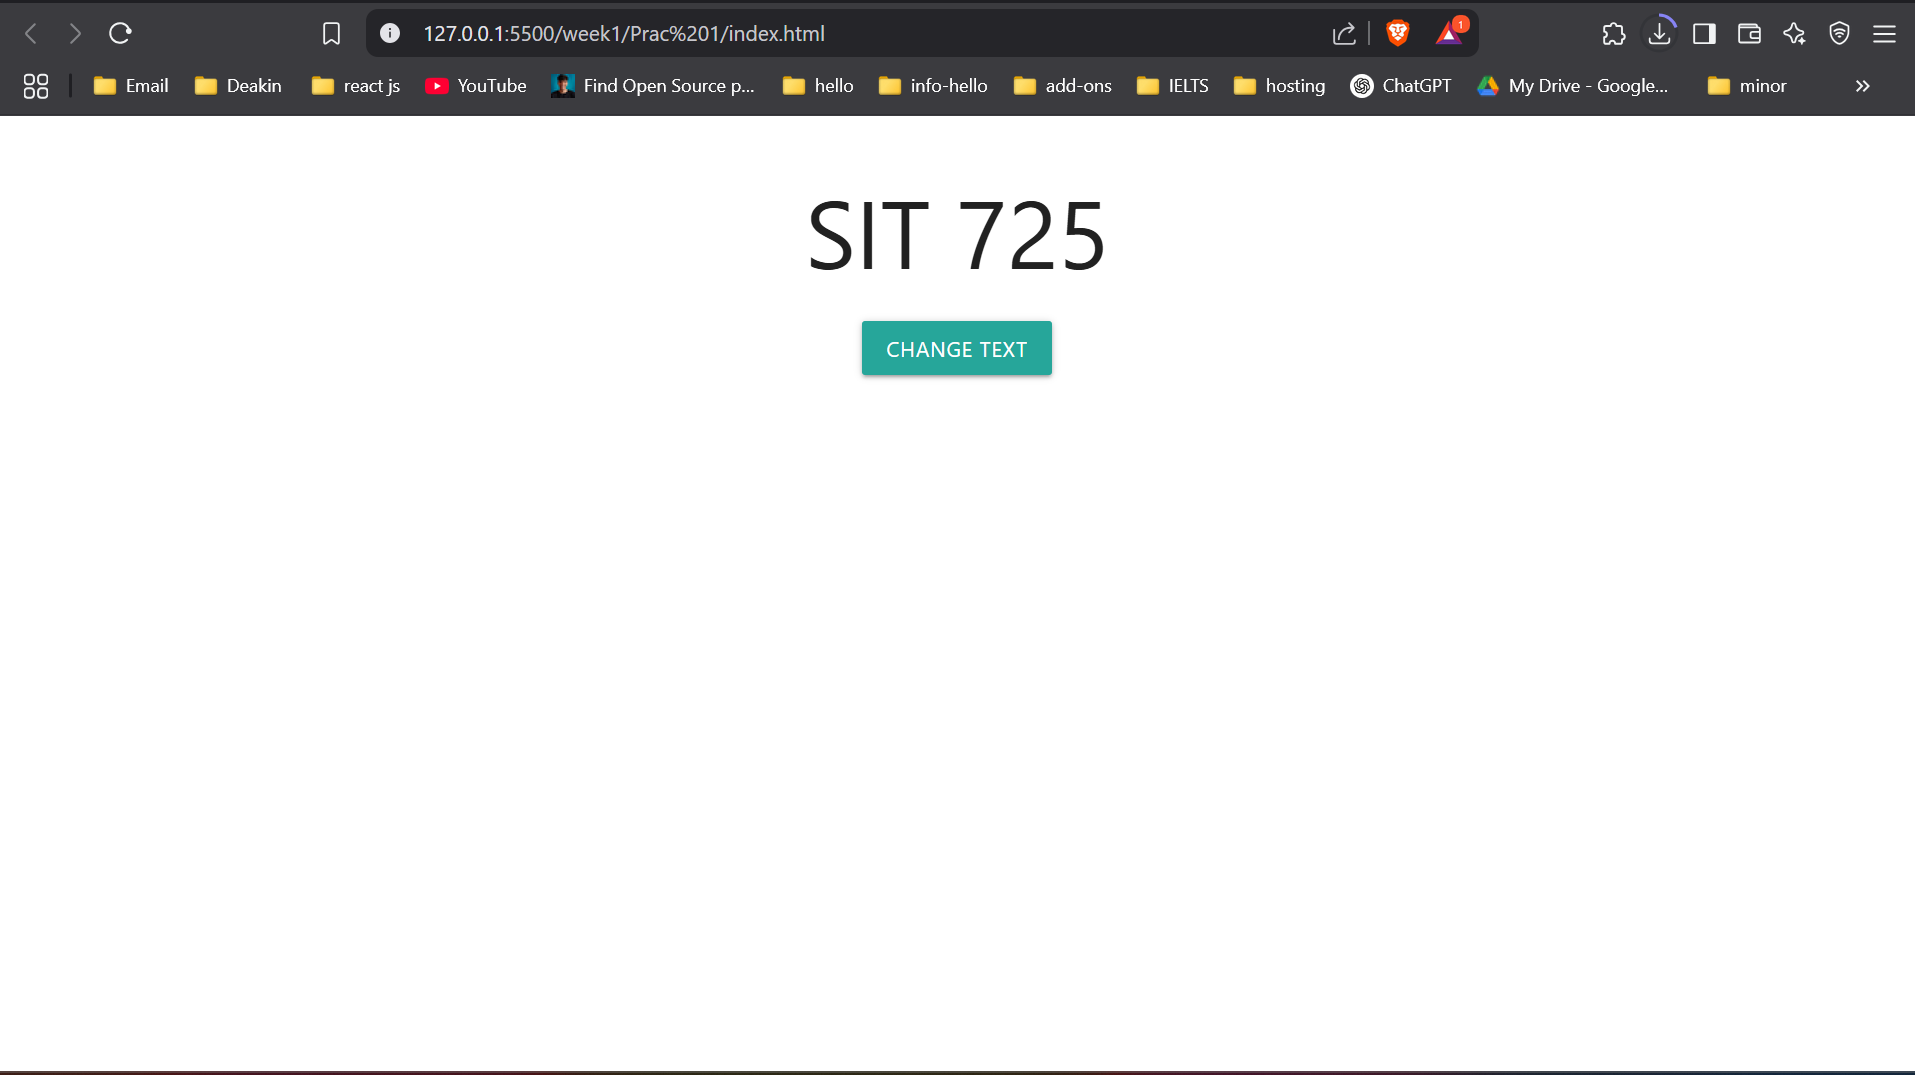 127.0.0.1:5500/week1/Prac%201/index.html
1
Email Deakin react js YouTube Find Open Source p... hello info-hello add-ons IELTS hosting ChatGPT My Drive - Google... minor
SIT 725
CHANGE TEXT